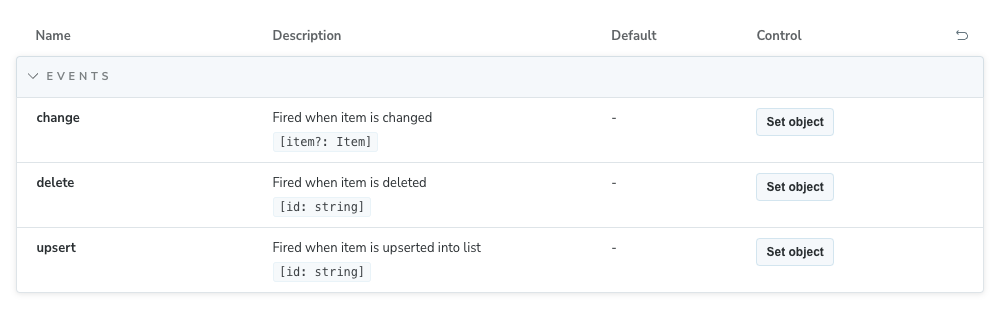 Name Description Default Control
EVENTS
change Fired when item is changed - Set object
[item?: Item]
delete Fired when item is deleted - Set object
[id: string]
upsert Fired when item is upserted into list - Set object
[id: string]